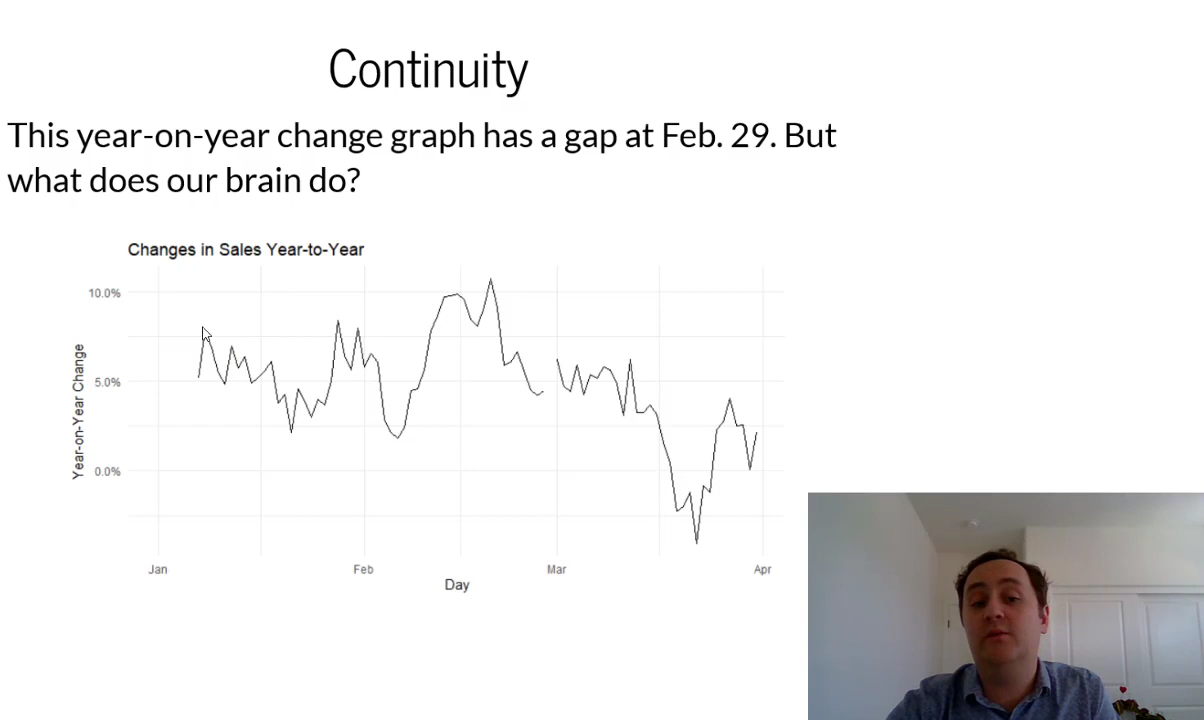 Continuity
This year-on-year change graph has a gap at Feb. 29. But
what does our brain do?
Changes in Sales Year-to-Year
10.0%
5.0%
0.0%
Year-on-Year Change
Jan
Feb
Mar
Apr
Day